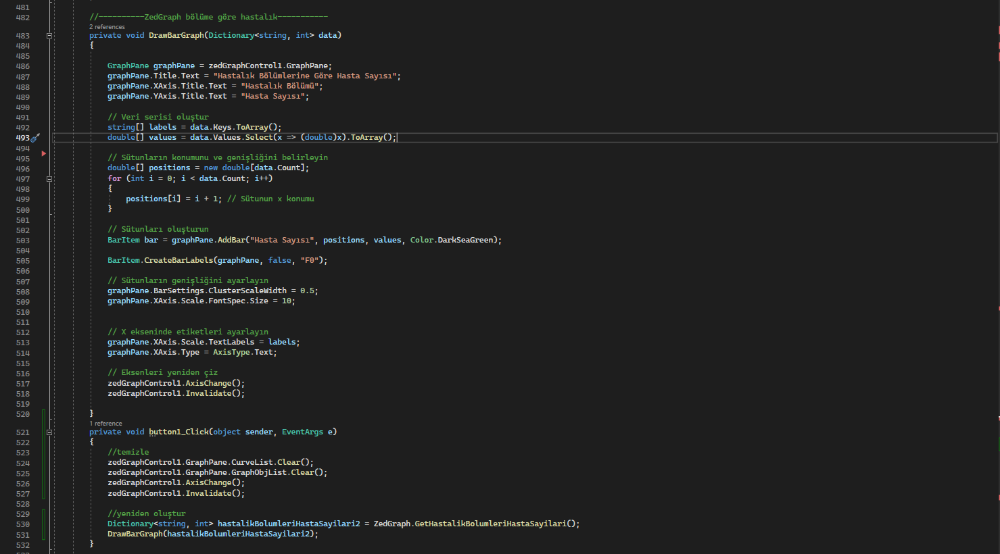 481
482 //----------ZedGraph bölüme göre hastalık-----------
2 references
483 private void DrawBarGraph(Dictionary<string, int> data)
484 {
485
486 GraphPane graphPane = zedGraphControl1.GraphPane;
487 graphPane.Title.Text = "Hastalık Bölümlerine Göre Hasta Sayısı";
488 graphPane.XAxis.Title.Text = "Hastalık Bölümü";
489 graphPane.YAxis.Title.Text = "Hasta Sayısı";
490
491 // Veri serisi oluştur
492 string[] labels = data.Keys.ToArray();
493 double[] values = data.Values.Select(x => (double)x).ToArray();
494
495 // Sütunların konumunu ve genişliğini belirleyin
496 double[] positions = new double[data.Count];
497 for (int i = 0; i < data.Count; i++)
498 {
499 positions[i] = i + 1; // Sütunun x konumu
500 }
501
502 // Sütunları oluşturun
503 BarItem bar = graphPane.AddBar("Hasta Sayısı", positions, values, Color.DarkSeaGreen);
504
505 BarItem.CreateBarLabels(graphPane, false, "F0");
506
507 // Sütunların genişliğini ayarlayın
508 graphPane.BarSettings.ClusterScaleWidth = 0.5;
509 graphPane.XAxis.Scale.FontSpec.Size = 10;
510
511
512 // X ekseninde etiketleri ayarlayın
513 graphPane.XAxis.Scale.TextLabels = labels;
514 graphPane.XAxis.Type = AxisType.Text;
515
516 // Eksenleri yeniden çiz
517 zedGraphControl1.AxisChange();
518 zedGraphControl1.Invalidate();
519
520 }
1 reference
521 private void button1_Click(object sender, EventArgs e)
522 {
523 //temizle
524 zedGraphControl1.GraphPane.CurveList.Clear();
525 zedGraphControl1.GraphPane.GraphObjList.Clear();
526 zedGraphControl1.AxisChange();
527 zedGraphControl1.Invalidate();
528
529 //yeniden oluştur
530 Dictionary<string, int> hastalikBolumleriHastaSayilari2 = ZedGraph.GetHastalikBolumleriHastaSayilari();
531 DrawBarGraph(hastalikBolumleriHastaSayilari2);
532 }